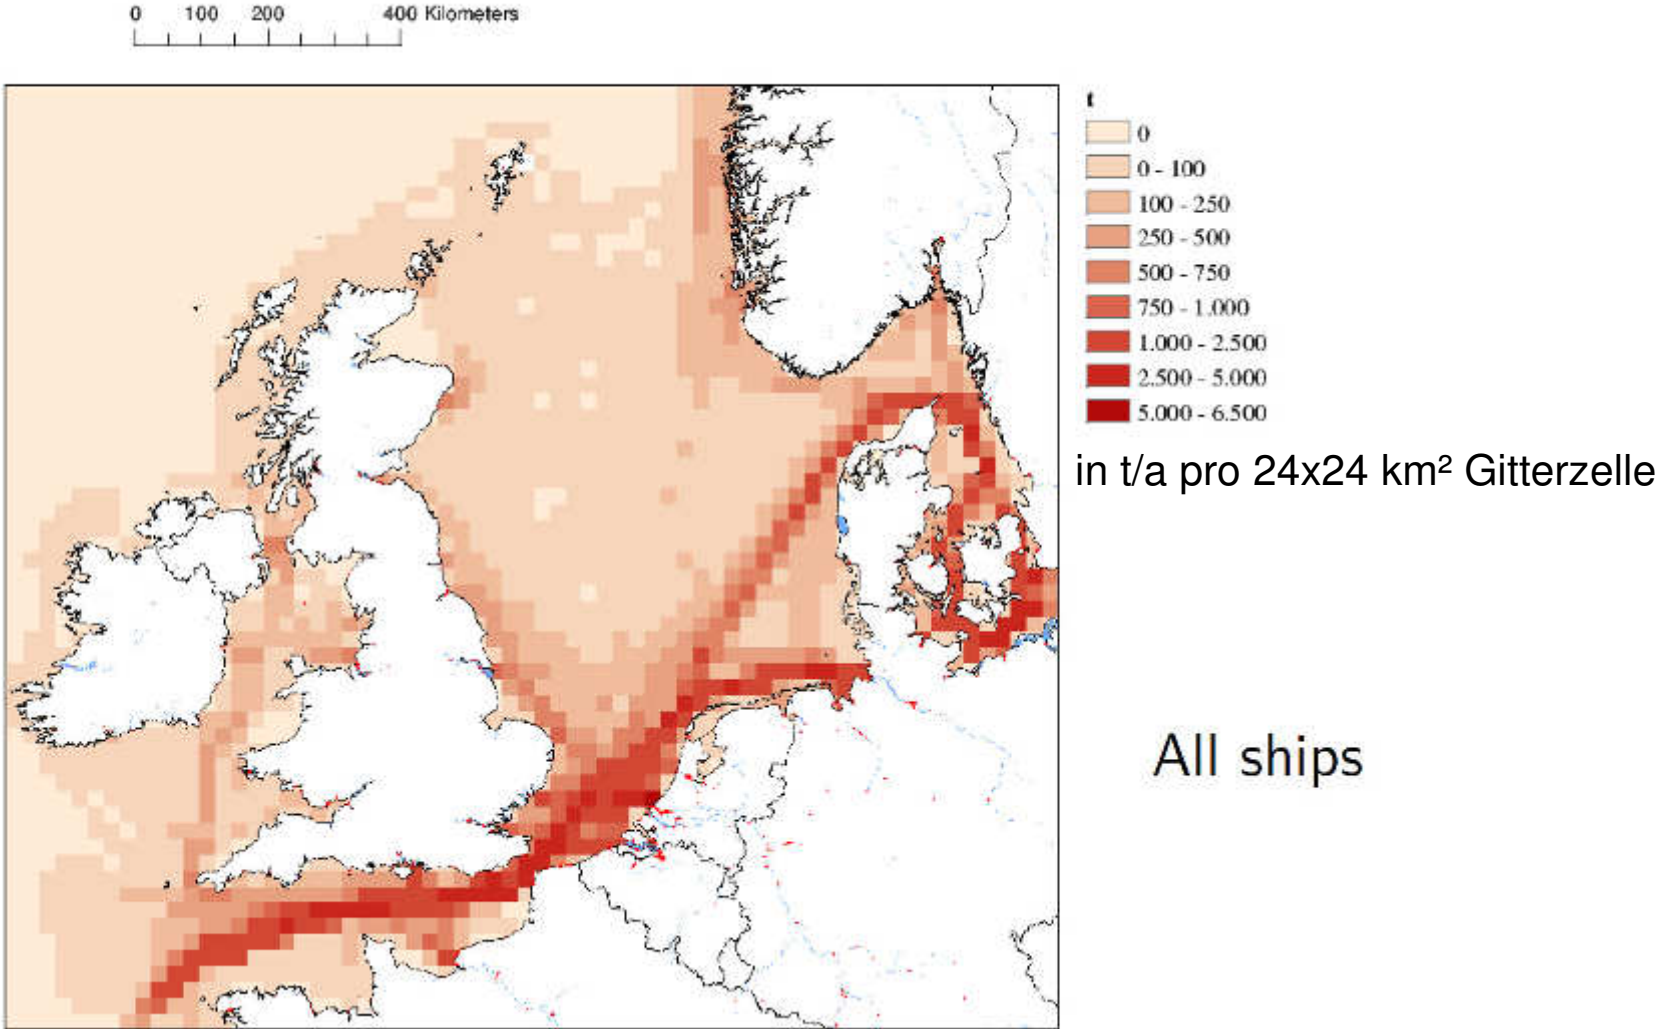 0 100 200 400 Kilometers
t
0
0 - 100
100 - 250
250 - 500
500 - 750
750 - 1.000
1.000 - 2.500
2.500 - 5.000
5.000 - 6.500
in t/a pro 24x24 km² Gitterzelle
All ships